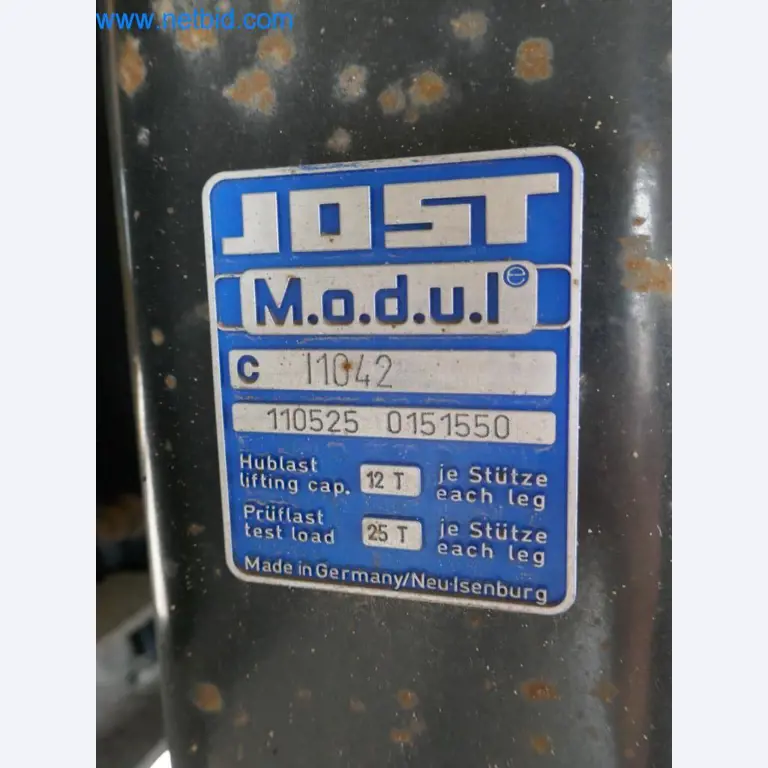 www.netbid.com
JOST
M.o.d.u.l e
C 11042
110525 0151550
Hublast
lifting cap. 12 T je Stütze
each leg
Prüflast
test load 25 T je Stütze
each leg
Made in Germany/Neu-Isenburg